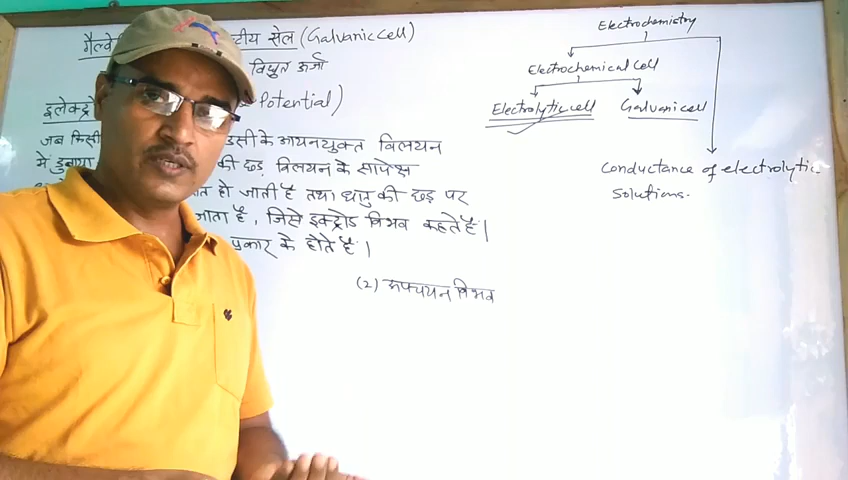 गैल्वे टीय सेल (Galvanic cell)
विद्युत ऊर्जा
इलेक्ट्रो Potential)
जब किसी उसी के आयनयुक्त विलयन
में डुबाया की छड़ विलयन के सापेक्ष
हो जाती है तथा धातु की छड़ पर
जाता है, जिसे इक्ट्रोड विभव कहते हैं।
प्रकार के होते हैं।
(2) अपचयन विभव
Electrochemistry
Electrochemical cell
Electrolytic cell Galvanic cell
Conductance of electrolytic
solutions.